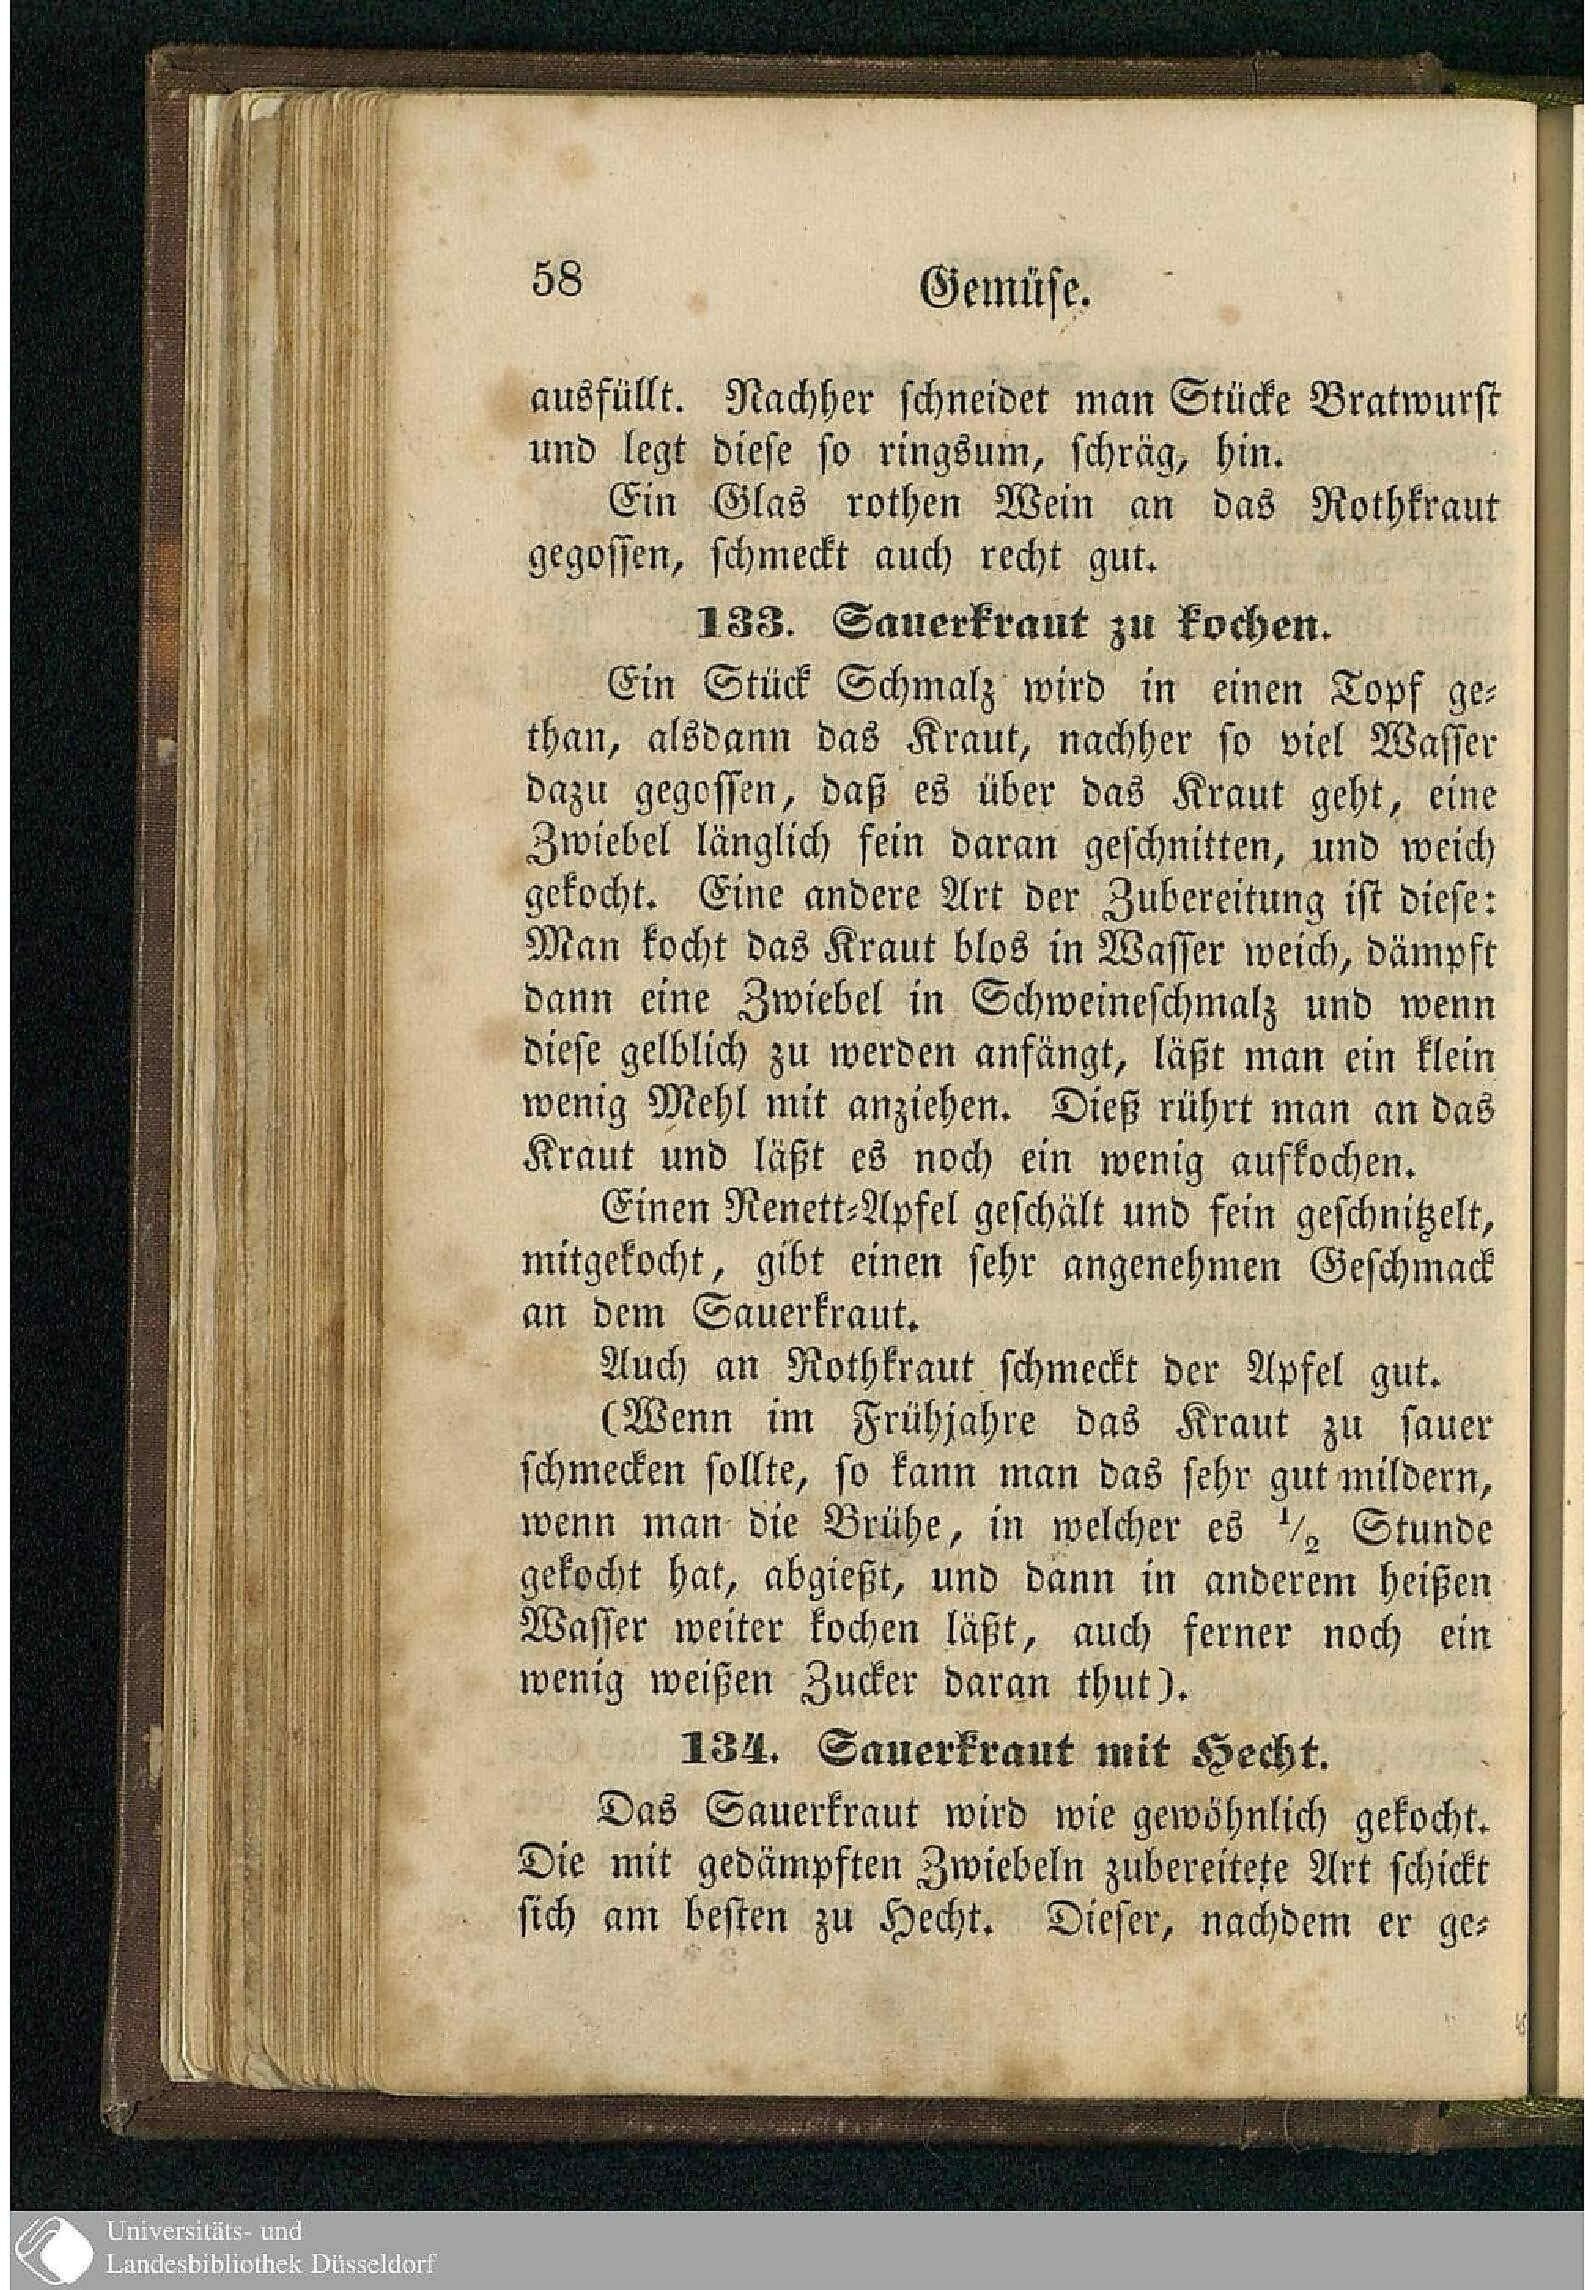 58
Gemüse.
ausfüllt. Nachher schneidet man Stücke Bratwurst
und legt diese so ringsum, schräg, hin.
Ein Glas rothen Wein an das Rothkraut
gegossen, schmeckt auch recht gut.
133. Sauerkraut zu kochen.
Ein Stück Schmalz wird in einen Topf ge-
than, alsdann das Kraut, nachher so viel Wasser
dazu gegossen, daß es über das Kraut geht, eine
Zwiebel länglich fein daran geschnitten, und weich
gekocht. Eine andere Art der Zubereitung ist diese:
Man kocht das Kraut blos in Wasser weich, dämpft
dann eine Zwiebel in Schweineschmalz und wenn
diese gelblich zu werden anfängt, läßt man ein klein
wenig Mehl mit anziehen. Dieß rührt man an das
Kraut und läßt es noch ein wenig aufkochen.
Einen Renett-Apfel geschält und fein geschnitzelt,
mitgekocht, gibt einen sehr angenehmen Geschmack
an dem Sauerkraut.
Auch an Rothkraut schmeckt der Apfel gut.
(Wenn im Frühjahre das Kraut zu sauer
schmecken sollte, so kann man das sehr gut mildern,
wenn man die Brühe, in welcher es 1/2 Stunde
gekocht hat, abgießt, und dann in anderem heißen
Wasser weiter kochen läßt, auch ferner noch ein
wenig weißen Zucker daran thut).
134. Sauerkraut mit Hecht.
Das Sauerkraut wird wie gewöhnlich gekocht.
Die mit gedämpften Zwiebeln zubereitete Art schickt
sich am besten zu Hecht. Dieser, nachdem er ge-
Universitäts- und
Landesbibliothek Düsseldorf